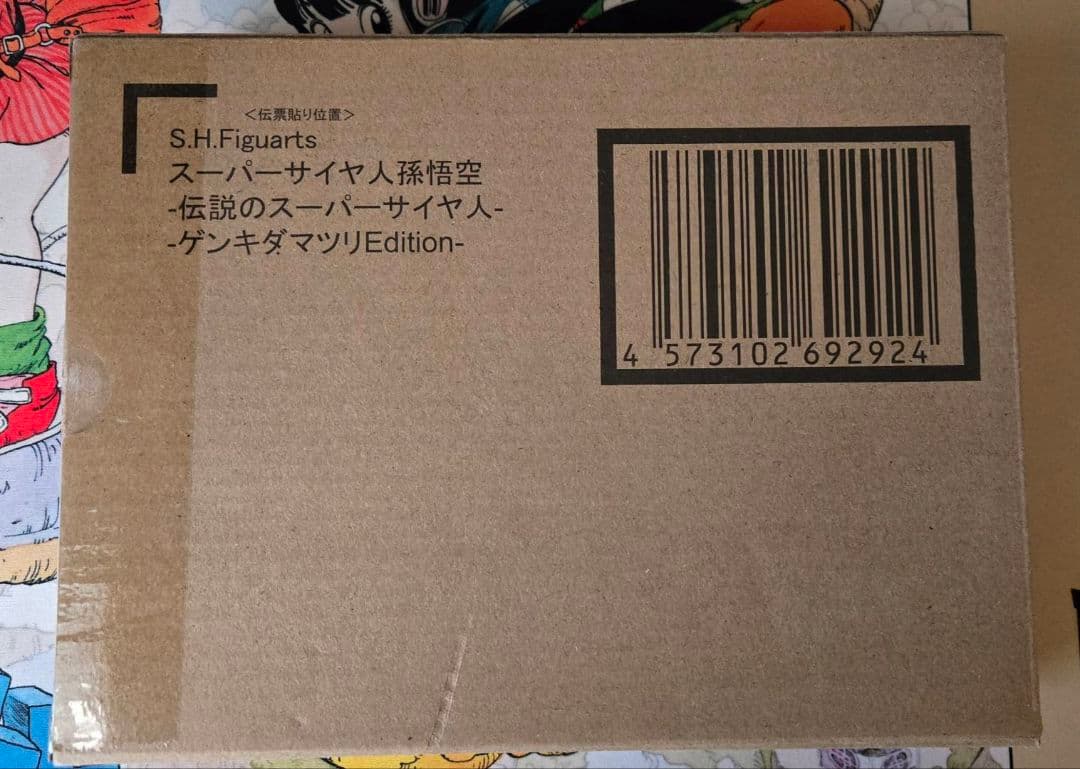 <伝票貼り位置>
S.H.Figuarts
スーパーサイヤ人孫悟空
-伝説のスーパーサイヤ人-
-ゲンキダマツリEdition-
4 573102 692924